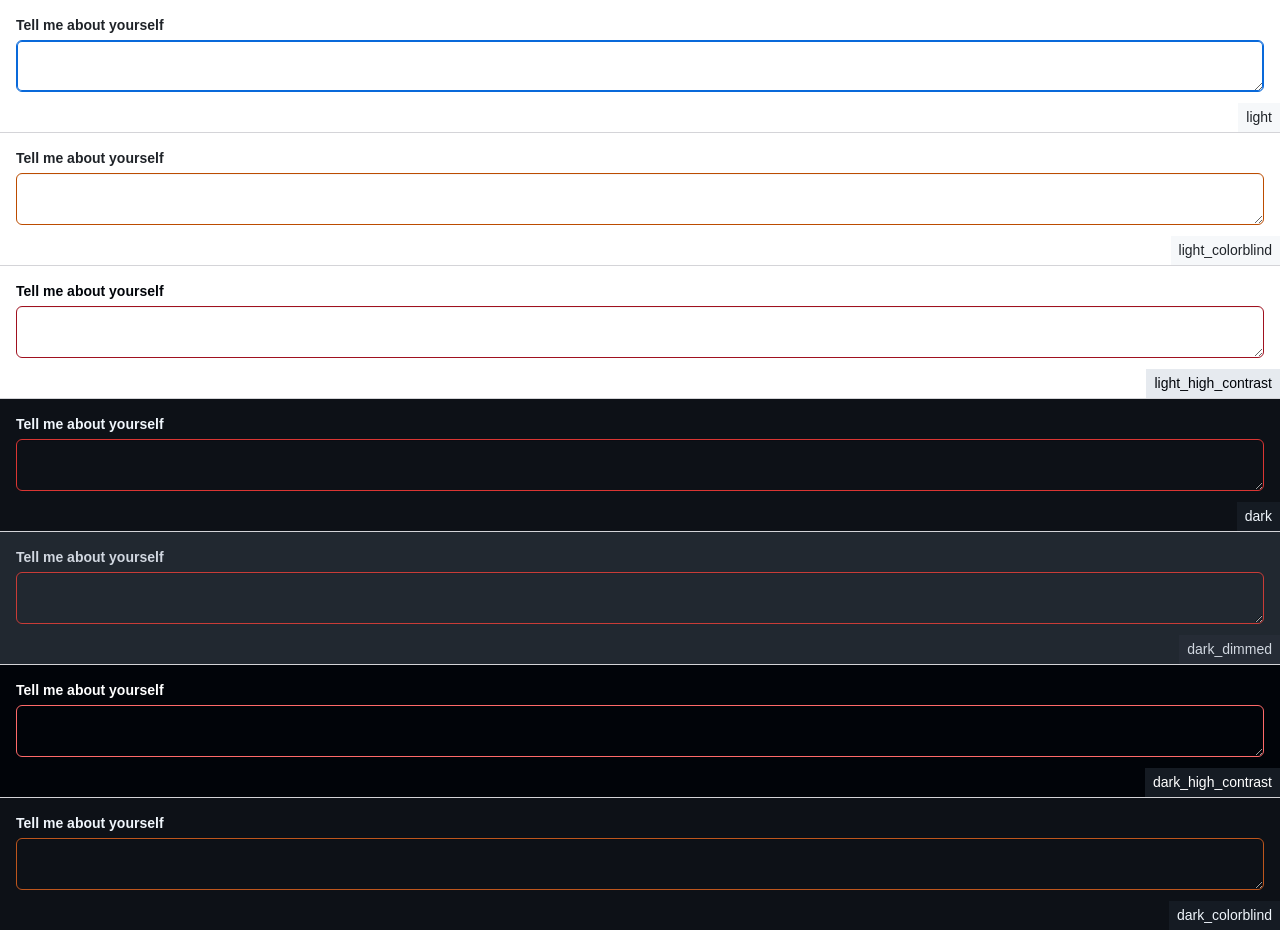 Tell me about yourself
light
Tell me about yourself
light_colorblind
Tell me about yourself
light_high_contrast
Tell me about yourself
dark
Tell me about yourself
dark_dimmed
Tell me about yourself
dark_high_contrast
Tell me about yourself
dark_colorblind